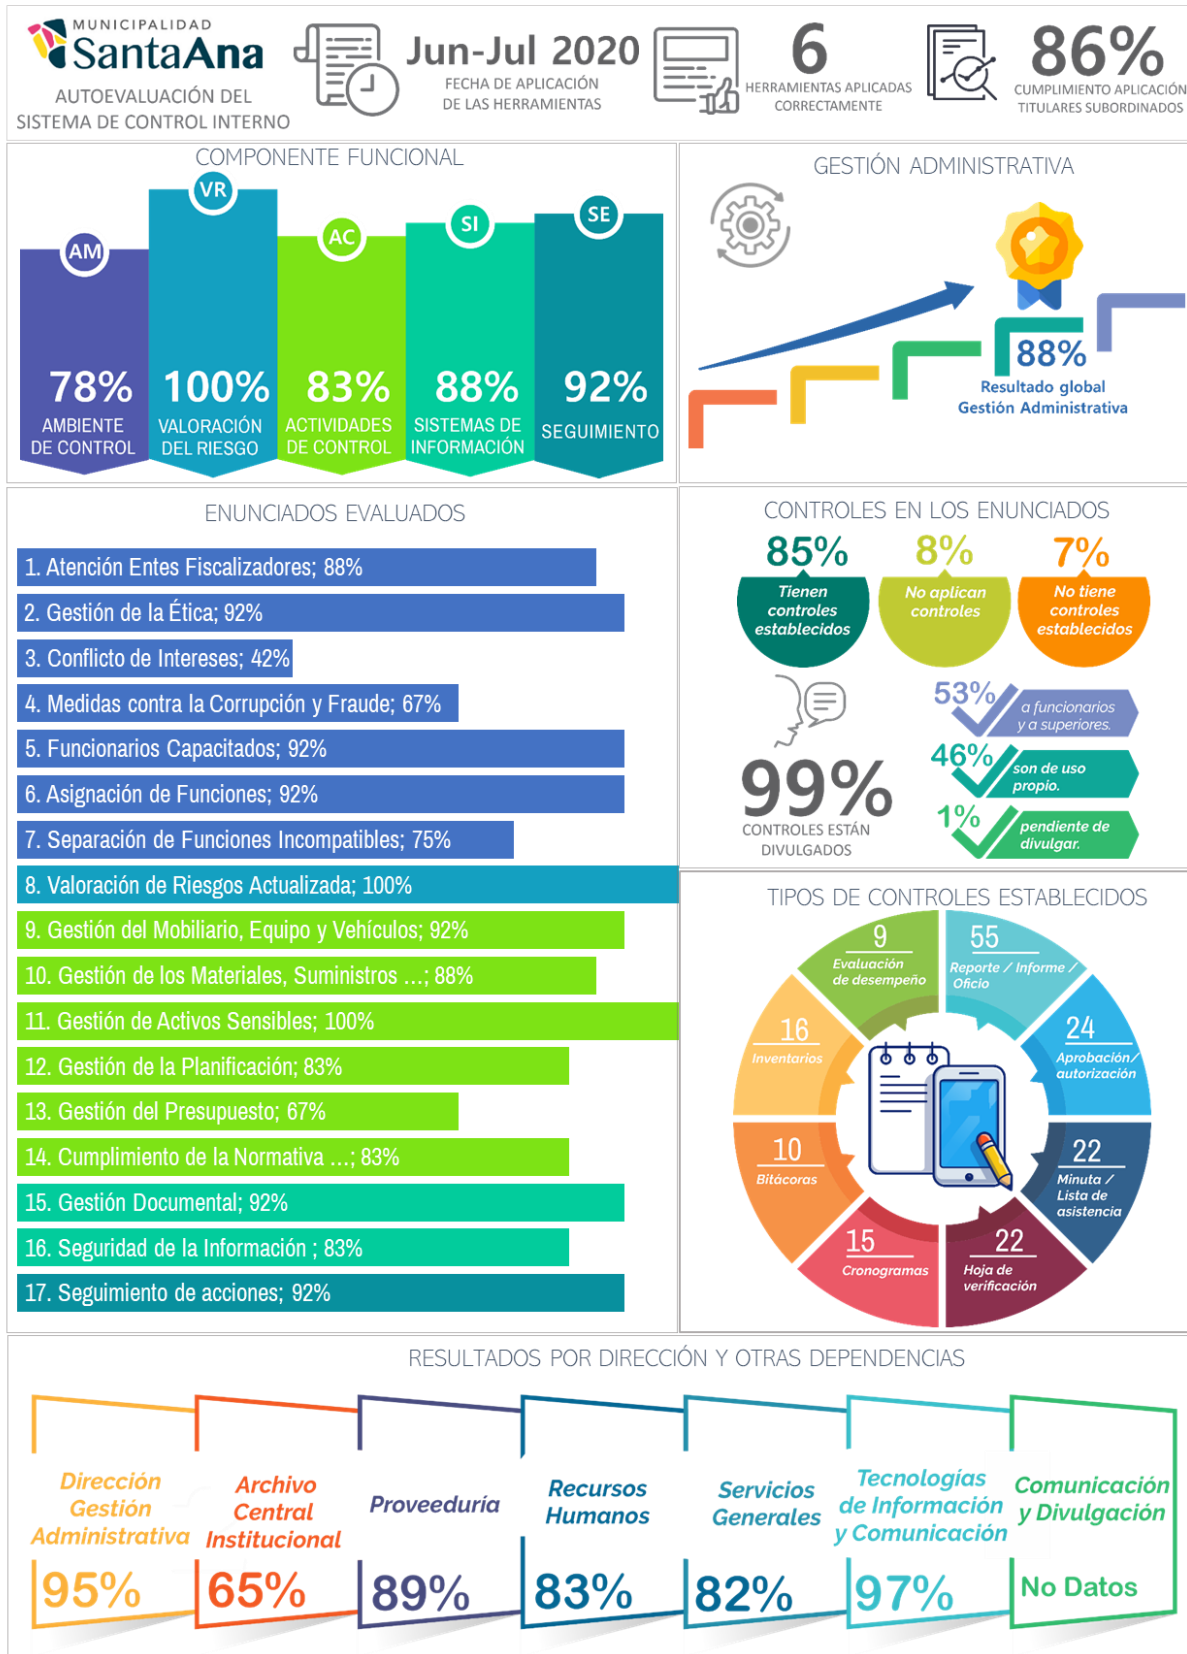 MUNICIPALIDAD
SantaAna
AUTOEVALUACIÓN DEL
SISTEMA DE CONTROL INTERNO
Jun-Jul 2020
FECHA DE APLICACIÓN
DE LAS HERRAMIENTAS
6
HERRAMIENTAS APLICADAS
CORRECTAMENTE
86%
CUMPLIMIENTO APLICACIÓN
TITULARES SUBORDINADOS
COMPONENTE FUNCIONAL
AM
78%
AMBIENTE
DE CONTROL
VR
100%
VALORACIÓN
DEL RIESGO
AC
83%
ACTIVIDADES
DE CONTROL
SI
88%
SISTEMAS DE
INFORMACIÓN
SE
92%
SEGUIMIENTO
GESTIÓN ADMINISTRATIVA
88%
Resultado global
Gestión Administrativa
ENUNCIADOS EVALUADOS
1. Atención Entes Fiscalizadores; 88%
2. Gestión de la Ética; 92%
3. Conflicto de Intereses; 42%
4. Medidas contra la Corrupción y Fraude; 67%
5. Funcionarios Capacitados; 92%
6. Asignación de Funciones; 92%
7. Separación de Funciones Incompatibles; 75%
8. Valoración de Riesgos Actualizada; 100%
9. Gestión del Mobiliario, Equipo y Vehículos; 92%
10. Gestión de los Materiales, Suministros ...; 88%
11. Gestión de Activos Sensibles; 100%
12. Gestión de la Planificación; 83%
13. Gestión del Presupuesto; 67%
14. Cumplimiento de la Normativa ...; 83%
15. Gestión Documental; 92%
16. Seguridad de la Información ; 83%
17. Seguimiento de acciones; 92%
CONTROLES EN LOS ENUNCIADOS
85%
Tienen
controles
establecidos
8%
No aplican
controles
7%
No tiene
controles
establecidos
99%
CONTROLES ESTÁN
DIVULGADOS
53%
a funcionarios
y a superiores.
46%
son de uso
propio.
1%
pendiente de
divulgar.
TIPOS DE CONTROLES ESTABLECIDOS
9
Evaluación
de desempeño
55
Reporte / Informe /
Oficio
24
Aprobación/
autorización
22
Minuta /
Lista de
asistencia
22
Hoja de
verificación
15
Cronogramas
10
Bitácoras
16
Inventarios
RESULTADOS POR DIRECCIÓN Y OTRAS DEPENDENCIAS
Dirección
Gestión
Administrativa
95%
Archivo
Central
Institucional
65%
Proveeduría
89%
Recursos
Humanos
83%
Servicios
Generales
82%
Tecnologías
de Información
y Comunicación
97%
Comunicación
y Divulgación
No Datos